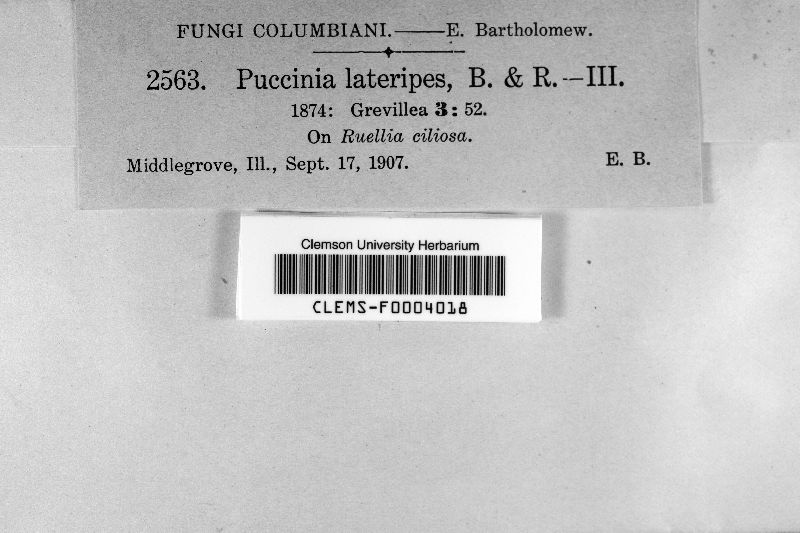 FUNGI COLUMBIANI.——E. Bartholomew.
2563. Puccinia lateripes, B. & R.—III.
1874: Grevillea 3: 52.
On Ruellia ciliosa.
Middlegrove, Ill., Sept. 17, 1907. E. B.
Clemson University Herbarium
CLEMS-F0004018